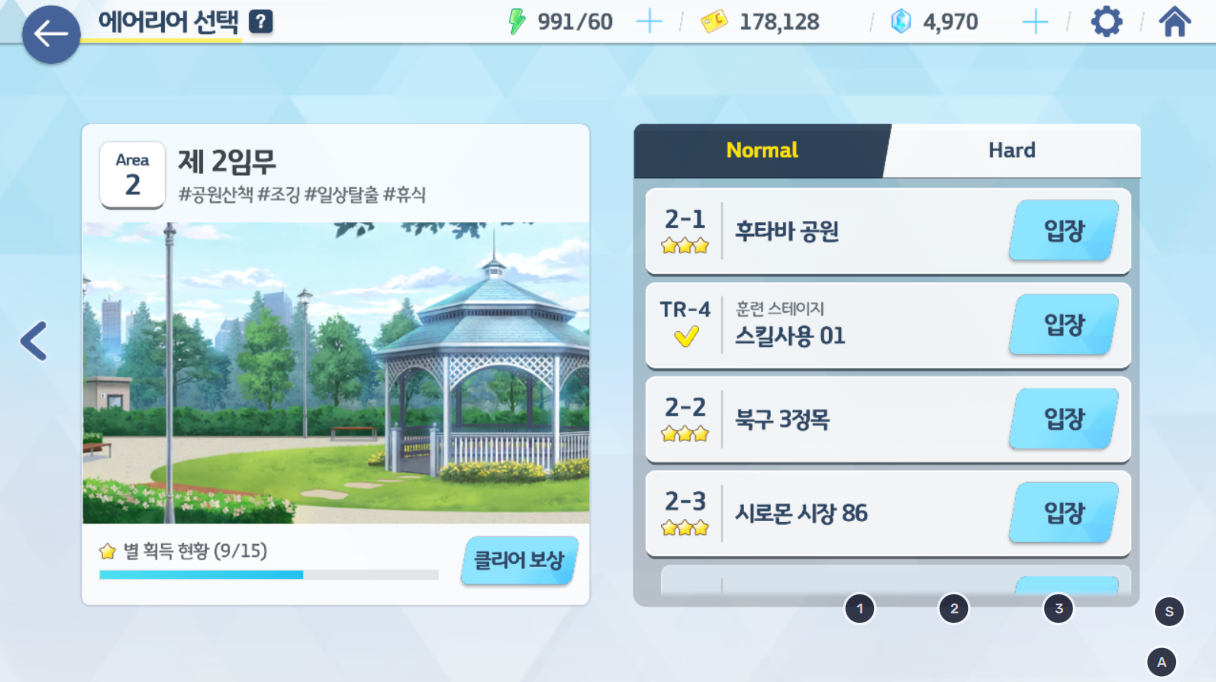 에어리어 선택 ?
991/60
178,128
4,970
Area
2
제 2임무
#공원산책 #조깅 #일상탈출 #휴식
별 획득 현황 (9/15)
클리어 보상
Normal
Hard
2-1
후타바 공원
입장
TR-4
훈련 스테이지
스킬사용 01
입장
2-2
북구 3정목
입장
2-3
시로몬 시장 86
입장
1
2
3
S
A